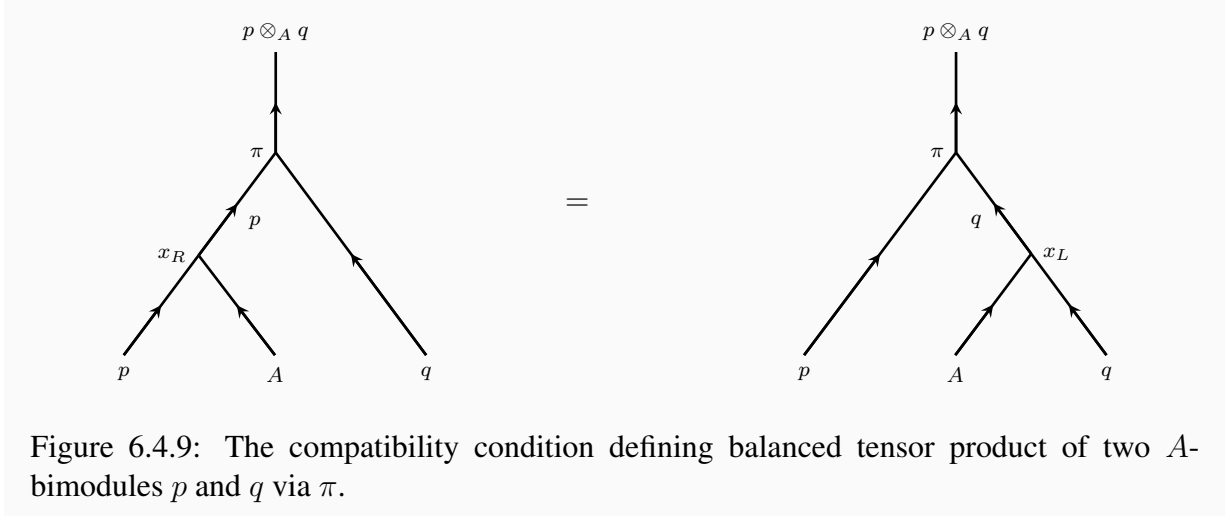 p ⊗_A q p ⊗_A q
π π
=
p q
x_R x_L
p A q p A q
Figure 6.4.9: The compatibility condition defining balanced tensor product of two A-
bimodules p and q via π.